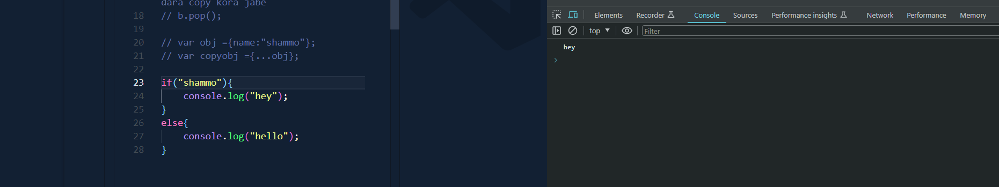 dara copy kora jabe
18 // b.pop();
19
20 // var obj ={name:"shammo"};
21 // var copyobj ={...obj};
22
23 if("shammo"){
24 console.log("hey");
25 }
26 else{
27 console.log("hello");
28 }
Elements Recorder Console Sources Performance insights Network Performance Memory
top Filter
hey
>